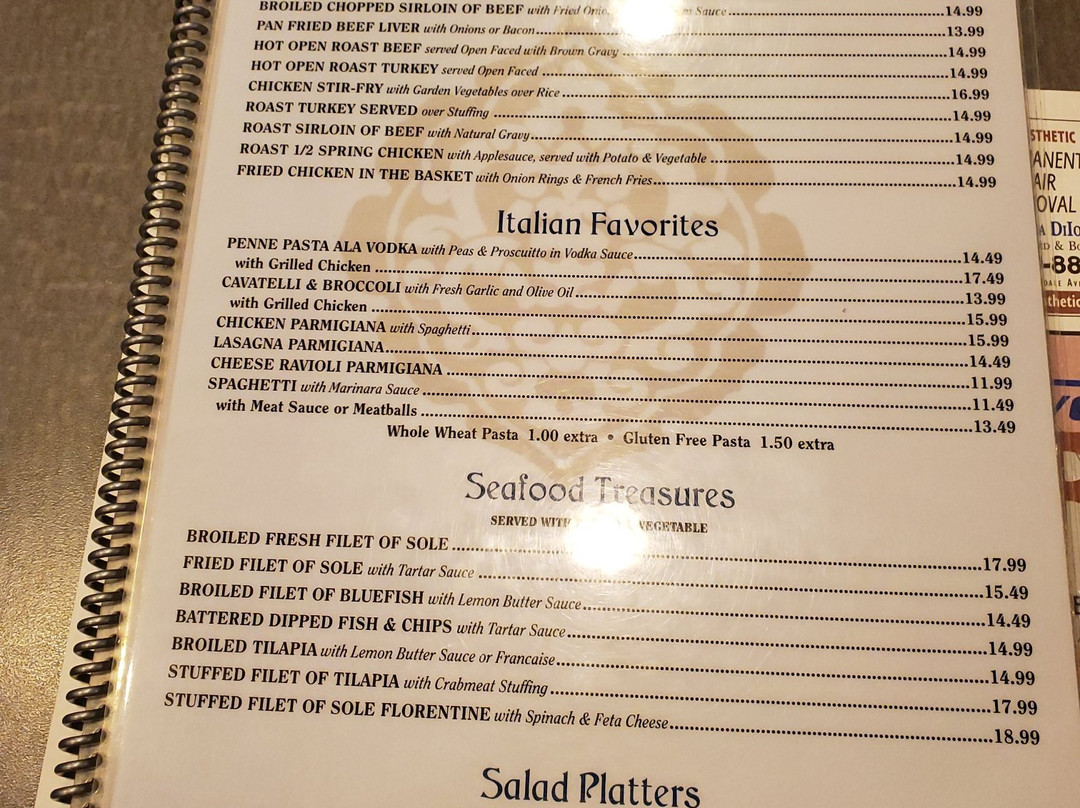 BROILED CHOPPED SIRLOIN OF BEEF with Fried Sauce 14.99
PAN FRIED BEEF LIVER with Onions or Bacon 13.99
HOT OPEN ROAST BEEF served Open Faced with Brown Gravy 14.99
HOT OPEN ROAST TURKEY served Open Faced 14.99
CHICKEN STIR-FRY with Garden Vegetables over Rice 16.99
ROAST TURKEY SERVED over Stuffing 14.99
ROAST SIRLOIN OF BEEF with Natural Gravy 14.99
ROAST 1/2 SPRING CHICKEN with Applesauce, served with Potato & Vegetable 14.99
FRIED CHICKEN IN THE BASKET with Onion Rings & French Fries 14.99
Italian Favorites
PENNE PASTA ALA VODKA with Peas & Proscuitto in Vodka Sauce 14.49
with Grilled Chicken 17.49
CAVATELLI & BROCCOLI with Fresh Garlic and Olive Oil 13.99
with Grilled Chicken 15.99
CHICKEN PARMIGIANA with Spaghetti 15.99
LASAGNA PARMIGIANA 14.49
CHEESE RAVIOLI PARMIGIANA 11.99
SPAGHETTI with Marinara Sauce 11.49
with Meat Sauce or Meatballs 13.49
Whole Wheat Pasta 1.00 extra • Gluten Free Pasta 1.50 extra
Seafood Treasures
SERVED WITH VEGETABLE
BROILED FRESH FILET OF SOLE 17.99
FRIED FILET OF SOLE with Tartar Sauce 15.49
BROILED FILET OF BLUEFISH with Lemon Butter Sauce 14.49
BATTERED DIPPED FISH & CHIPS with Tartar Sauce 14.99
BROILED TILAPIA with Lemon Butter Sauce or Francaise 14.99
STUFFED FILET OF TILAPIA with Crabmeat Stuffing 17.99
STUFFED FILET OF SOLE FLORENTINE with Spinach & Feta Cheese 18.99
Salad Platters